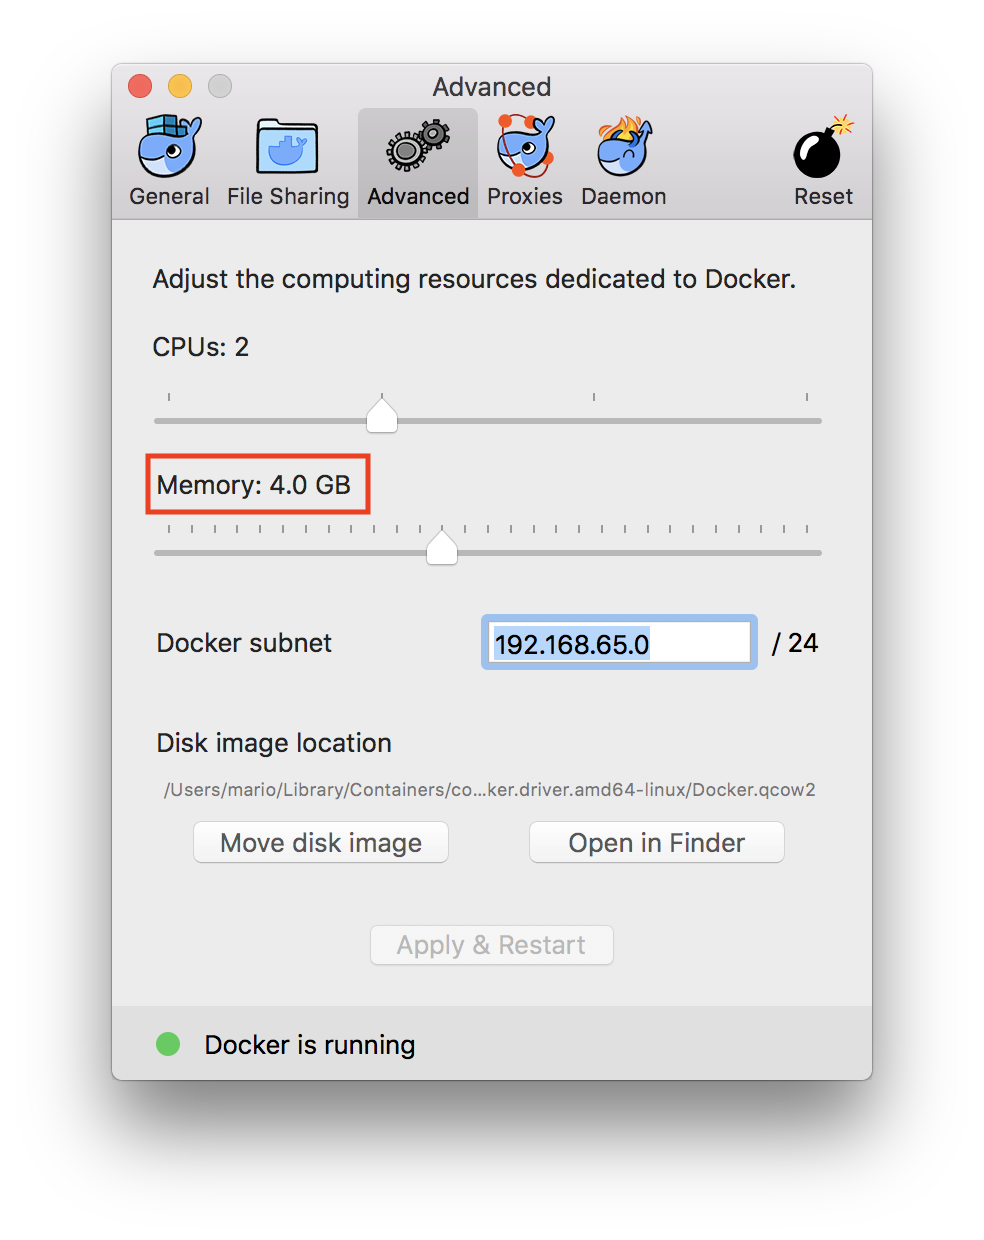 Advanced
General
File Sharing
Advanced
Proxies
Daemon
Reset
Adjust the computing resources dedicated to Docker.
CPUs: 2
Memory: 4.0 GB
Docker subnet
192.168.65.0
/ 24
Disk image location
/Users/mario/Library/Containers/co...ker.driver.amd64-linux/Docker.qcow2
Move disk image
Open in Finder
Apply & Restart
Docker is running